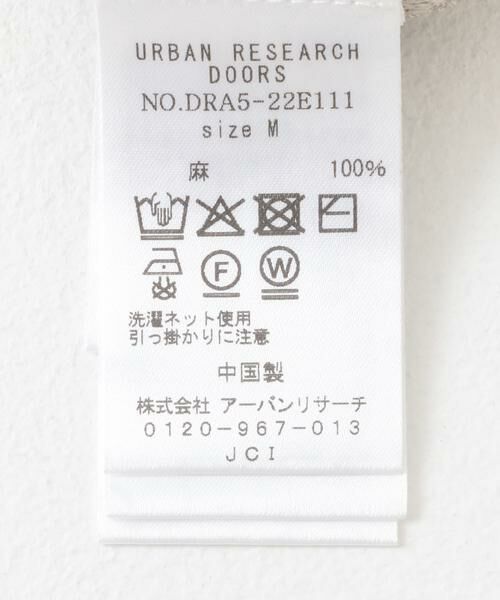 URBAN RESEARCH
DOORS
NO.DRA5-22E111
size M
麻 100%
F W
洗濯ネット使用
引っ掛かりに注意
中国製
株式会社 アーバンリサーチ
0120-967-013
JCI